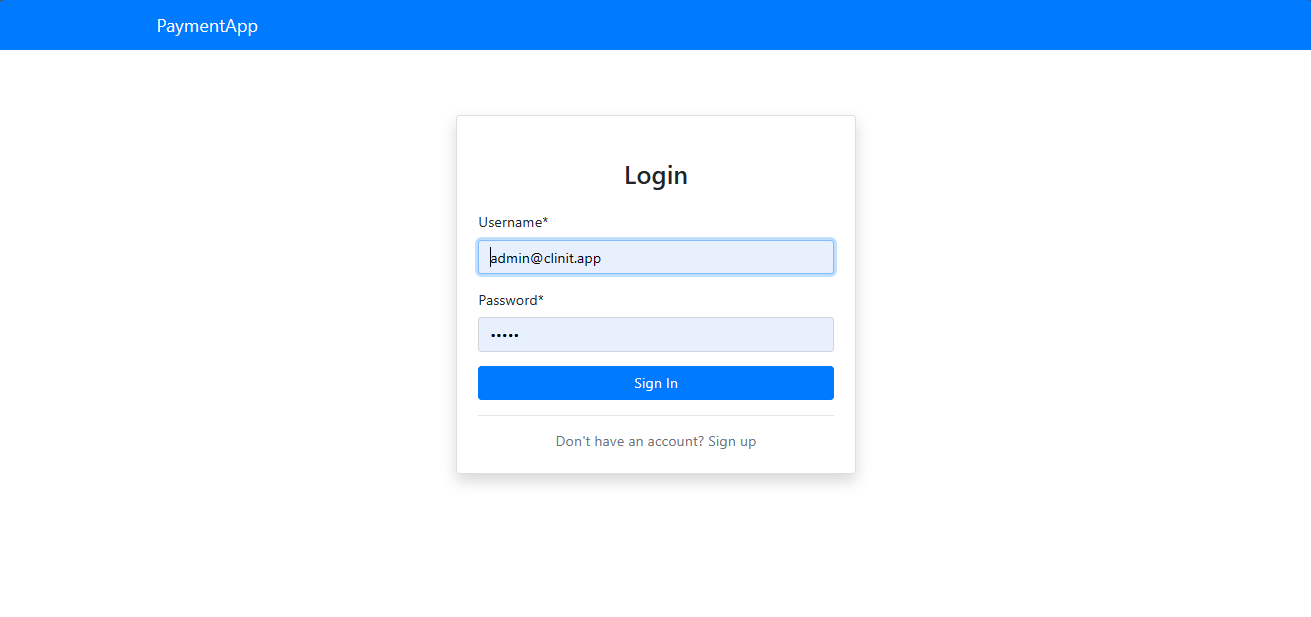 PaymentApp
Login
Username*
admin@clinit.app
Password*
•••••
Sign In
Don't have an account? Sign up